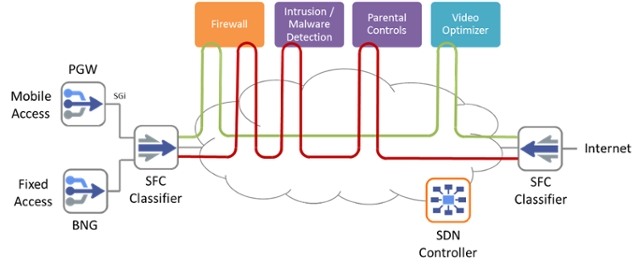 Firewall
Intrusion /
Malware
Detection
Parental
Controls
Video
Optimizer
PGW
Mobile
Access
SGi
SFC
Classifier
Fixed
Access
BNG
Internet
SFC
Classifier
SDN
Controller